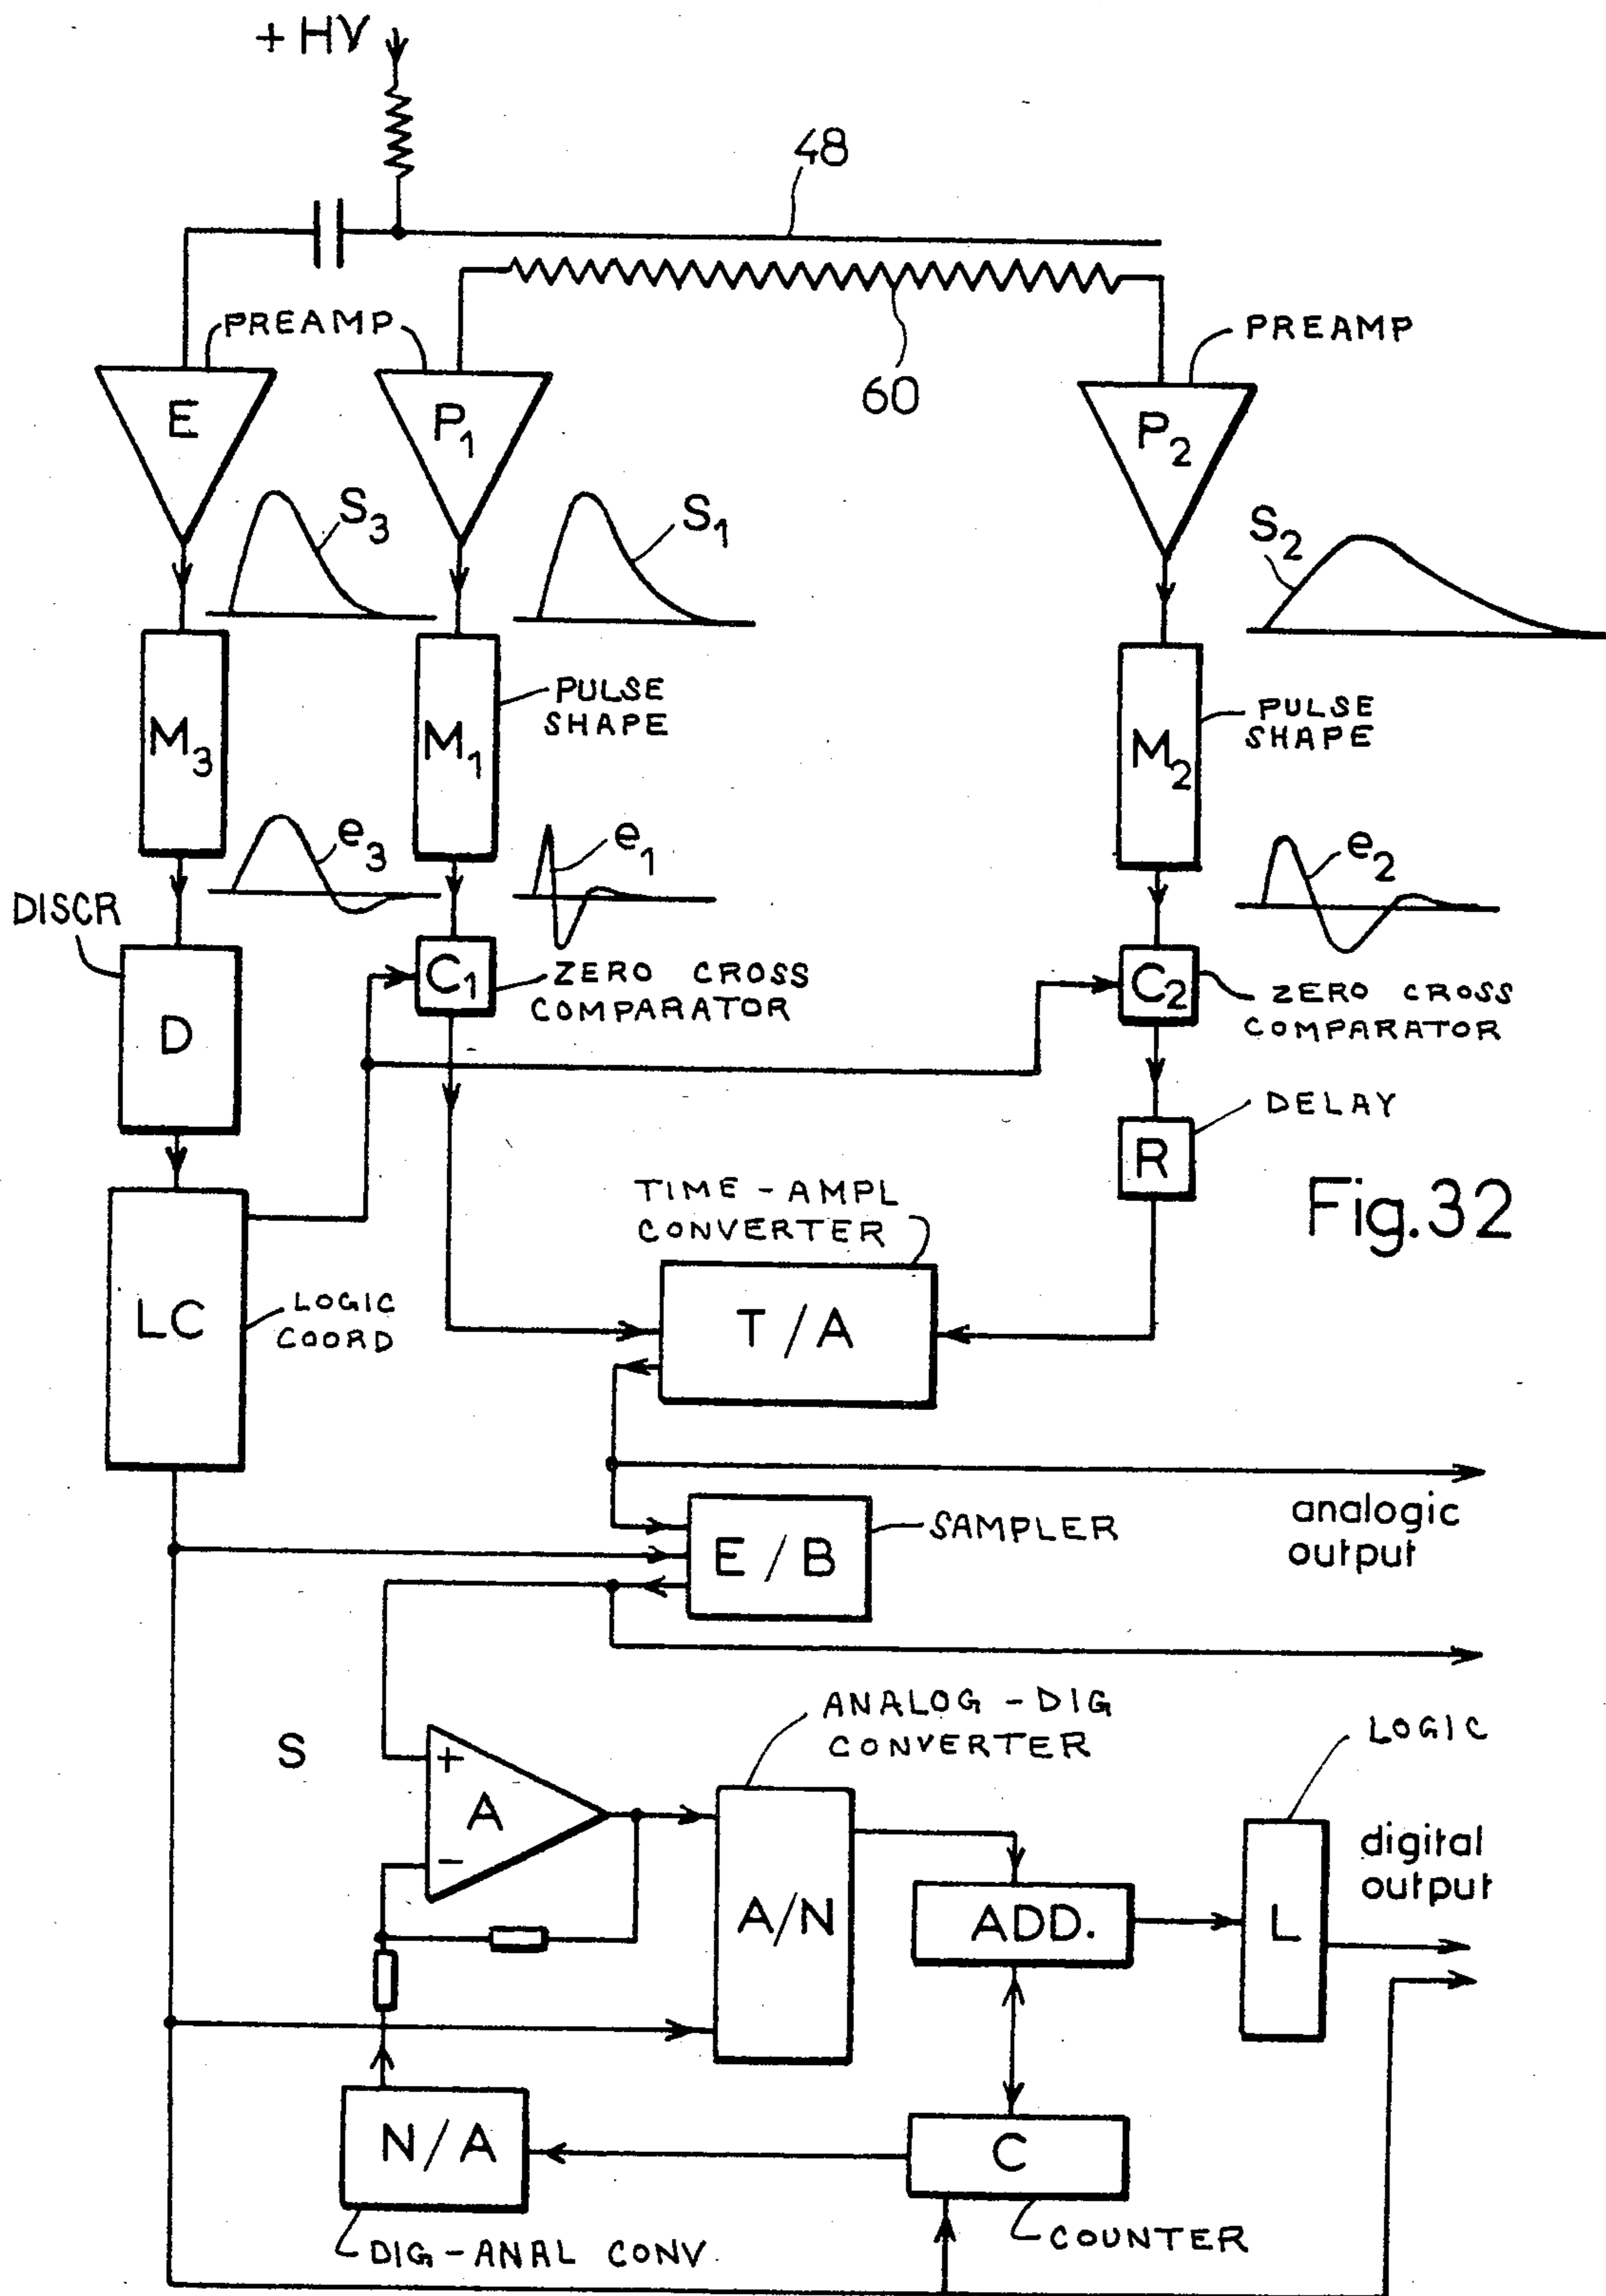 + HV
48
60
PREAMP
PREAMP
E
P1
P2
S3
S1
S2
M3
M1
PULSE
SHAPE
M2
PULSE
SHAPE
e3
e1
e2
DISCR
D
C1
ZERO CROSS
COMPARATOR
C2
ZERO CROSS
COMPARATOR
DELAY
R
Fig.32
LC
LOGIC
COORD
TIME - AMPL
CONVERTER
T / A
analogic
output
E / B
SAMPLER
S
+
A
-
ANALOG - DIG
CONVERTER
A/N
LOGIC
ADD.
L
digital
output
N / A
C
DIG-ANAL CONV.
COUNTER